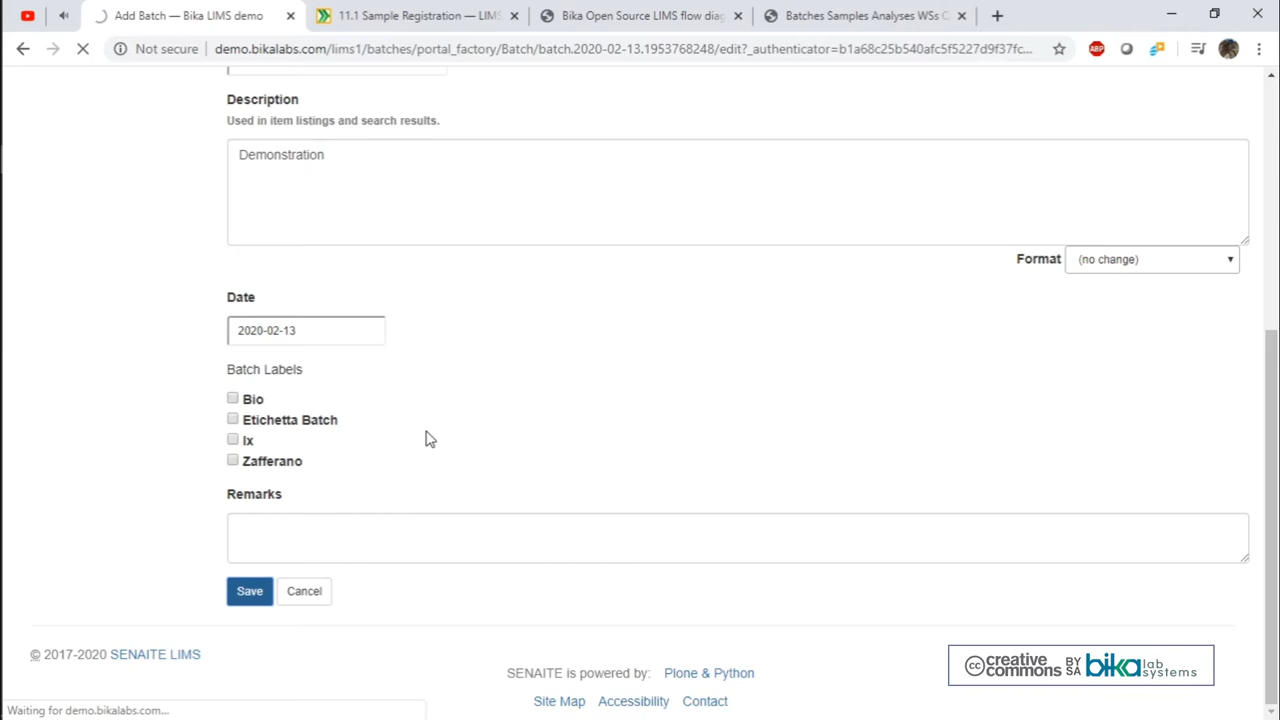 Add Batch — Bika LIMS demo
11.1 Sample Registration — LIMS
Bika Open Source LIMS flow diag
Batches Samples Analyses WSs C
Not secure demo.bikalabs.com/lims1/batches/portal_factory/Batch/batch.2020-02-13.1953768248/edit?_authenticator=b1a68c25b540afc5f5227d9f37fc...
ABP
Description
Used in item listings and search results.
Demonstration
Format (no change)
Date
2020-02-13
Batch Labels
Bio
Etichetta Batch
Ix
Zafferano
Remarks
Save Cancel
© 2017-2020 SENAITE LIMS
cc creative commons BY SA bika lab systems
SENAITE is powered by: Plone & Python
Site Map Accessibility Contact
Waiting for demo.bikalabs.com...